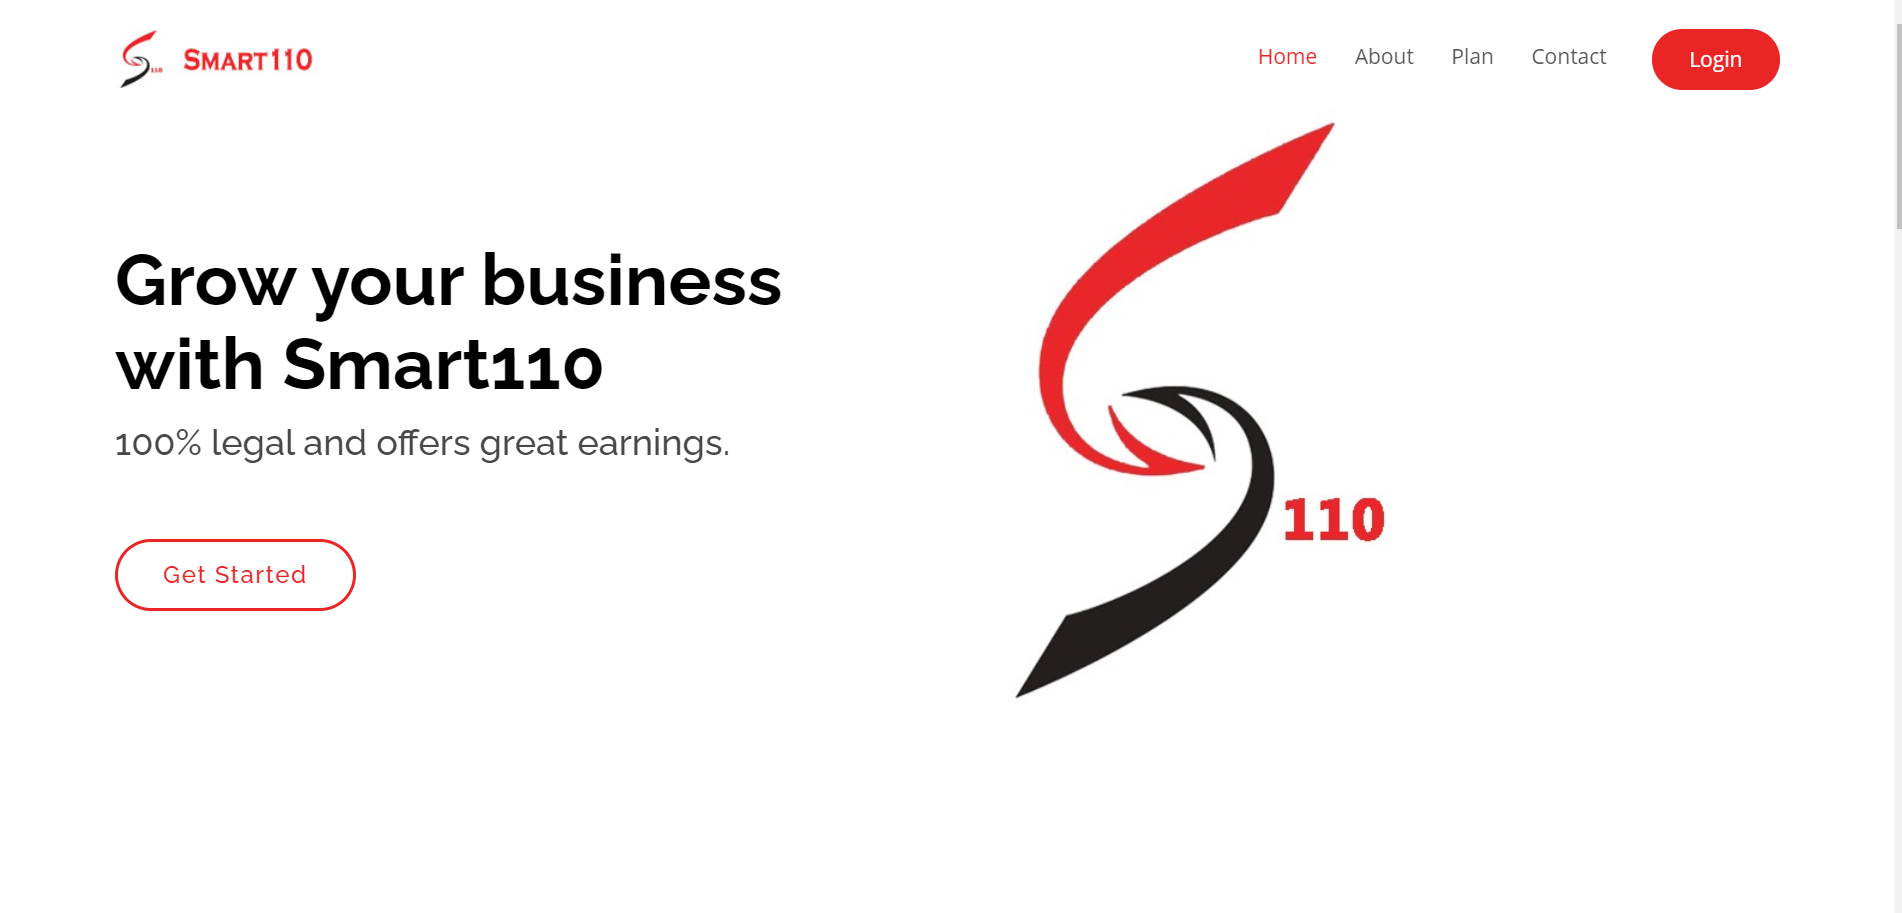 SMART110
Home About Plan Contact Login
Grow your business
with Smart110
100% legal and offers great earnings.
Get Started
110